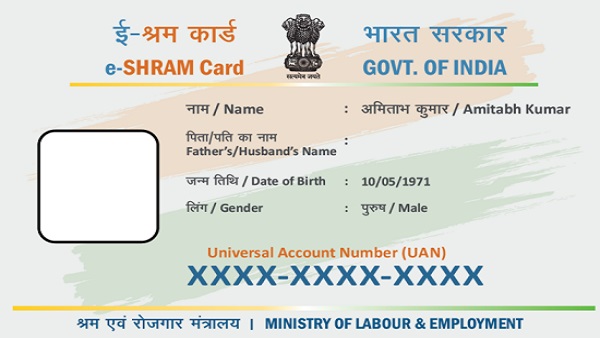 ई-श्रम कार्ड
e-SHRAM Card
सत्यमेव जयते
भारत सरकार
GOVT. OF INDIA
नाम / Name : अमिताभ कुमार / Amitabh Kumar
पिता/पति का नाम
Father's/Husband's Name :
जन्म तिथि / Date of Birth : 10/05/1971
लिंग / Gender : पुरुष / Male
Universal Account Number (UAN)
XXXX-XXXX-XXXX
श्रम एवं रोजगार मंत्रालय | MINISTRY OF LABOUR & EMPLOYMENT